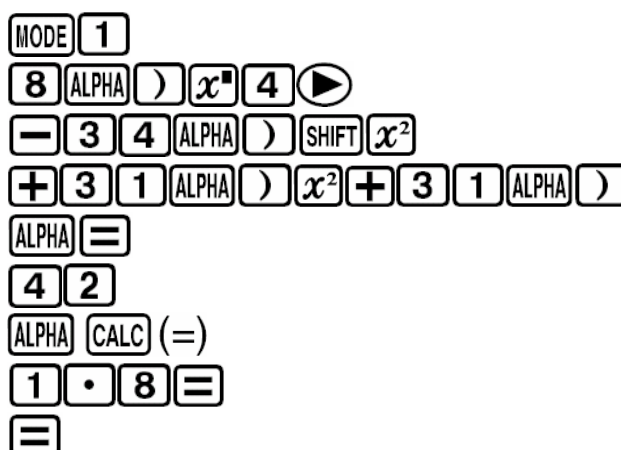 MODE 1
8 ALPHA ) x■ 4 ▶
− 3 4 ALPHA ) SHIFT x²
+ 3 1 ALPHA ) x² + 3 1 ALPHA )
ALPHA =
4 2
ALPHA CALC (=)
1 · 8 =
=